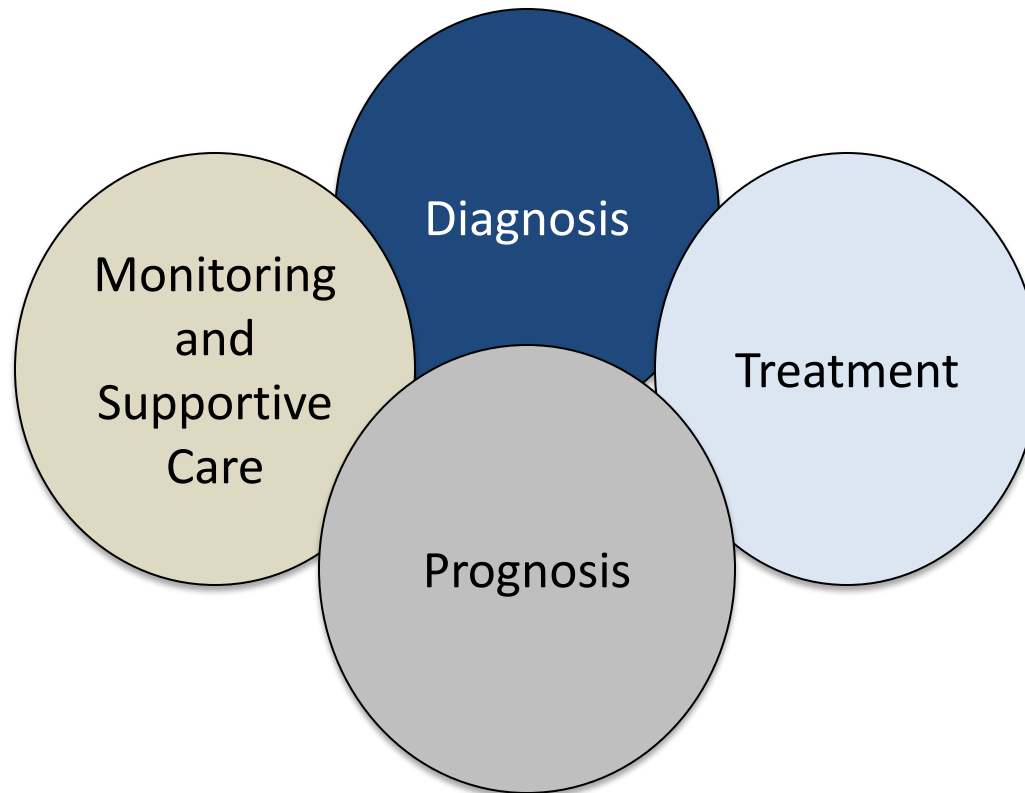 Diagnosis
Monitoring
and
Supportive
Care
Treatment
Prognosis